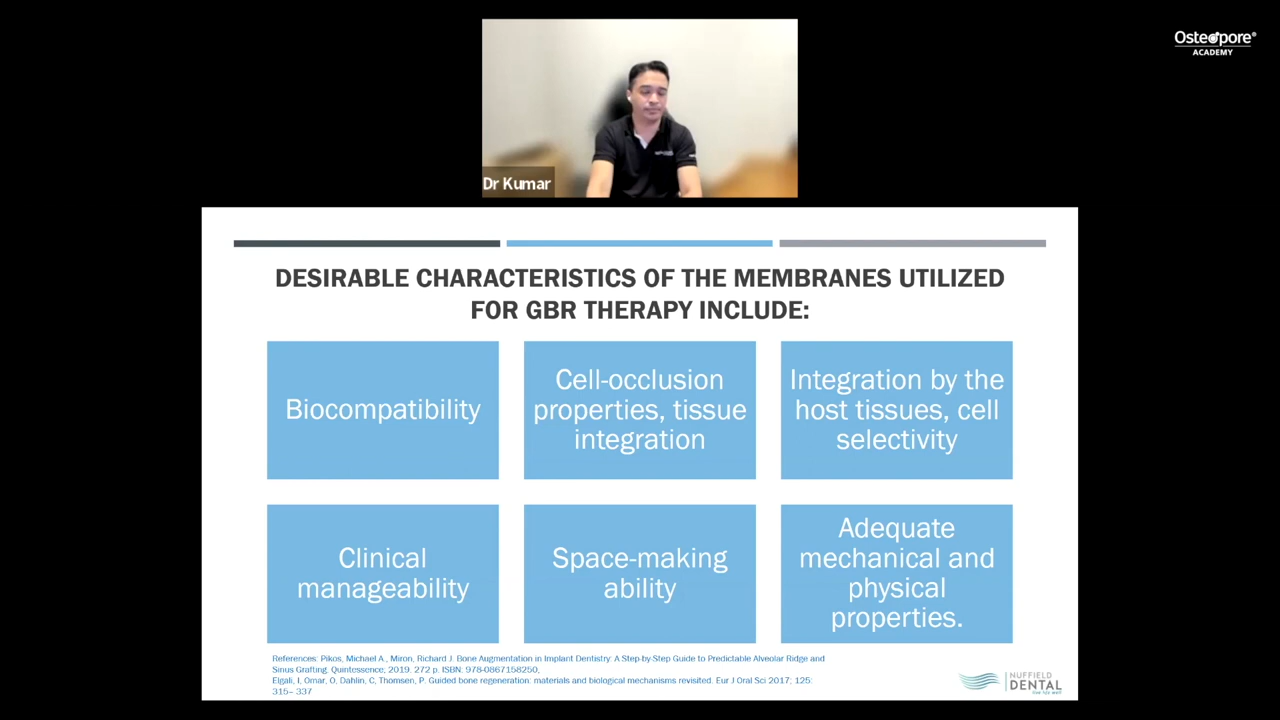 Osteopore®
ACADEMY
Dr Kumar
DESIRABLE CHARACTERISTICS OF THE MEMBRANES UTILIZED
FOR GBR THERAPY INCLUDE:
Biocompatibility
Cell-occlusion
properties, tissue
integration
Integration by the
host tissues, cell
selectivity
Clinical
manageability
Space-making
ability
Adequate
mechanical and
physical
properties.
References: Pikos, Michael A., Miron, Richard J. Bone Augmentation in Implant Dentistry: A Step-by-Step Guide to Predictable Alveolar Ridge and
Sinus Grafting. Quintessence, 2019. 272 p. ISBN: 978-0867158250,
Elgali, I, Omar, O, Dahlin, C, Thomsen, P. Guided bone regeneration: materials and biological mechanisms revisited. Eur J Oral Sci 2017; 125:
315– 337
NUFFIELD
DENTAL